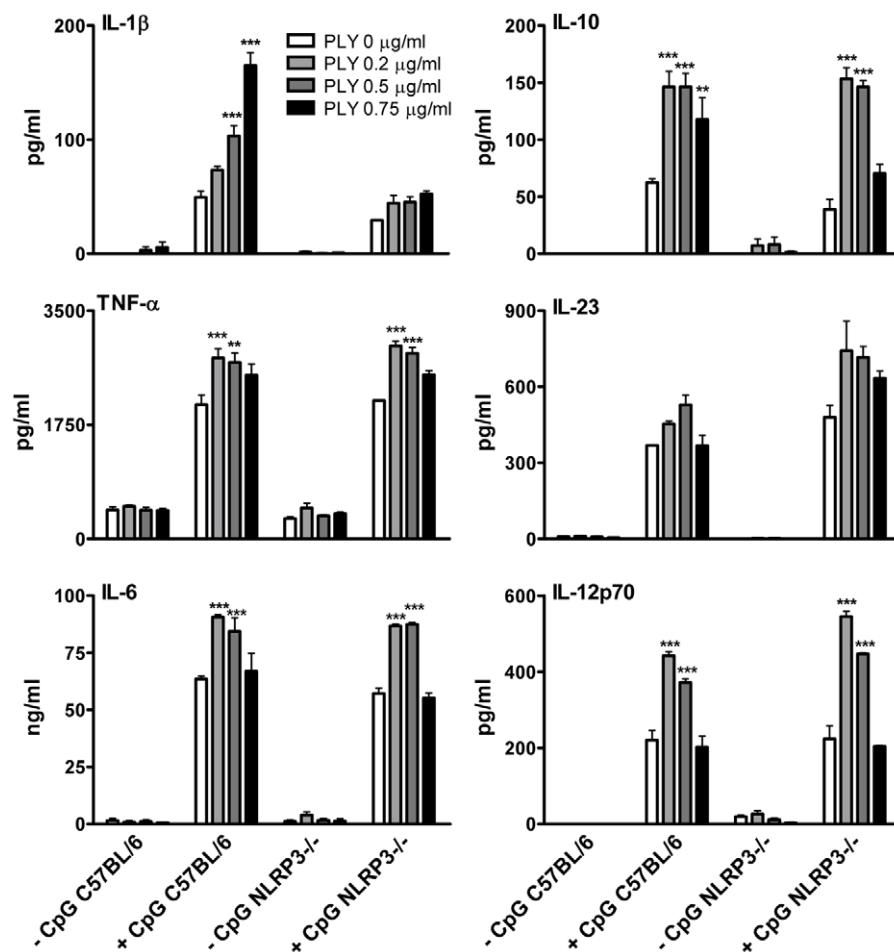 IL-1β
200
100
0
pg/ml
PLY 0 μg/ml
PLY 0.2 μg/ml
PLY 0.5 μg/ml
PLY 0.75 μg/ml
***
***
IL-10
200
150
100
50
0
pg/ml
***
***
**
***
***
TNF-α
3500
1750
0
pg/ml
***
**
***
***
IL-23
900
600
300
0
pg/ml
IL-6
100
75
50
25
0
ng/ml
***
***
***
***
IL-12p70
600
400
200
0
pg/ml
***
***
***
***
- CpG C57BL/6
+ CpG C57BL/6
- CpG NLRP3-/-
+ CpG NLRP3-/-
- CpG C57BL/6
+ CpG C57BL/6
- CpG NLRP3-/-
+ CpG NLRP3-/-